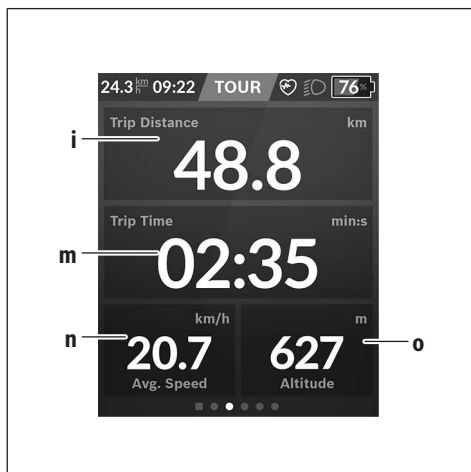 24.3 km/h 09:22 TOUR 76%
Trip Distance km
i
48.8
Trip Time min:s
m
02:35
km/h m
n 20.7 627 o
Avg. Speed Altitude